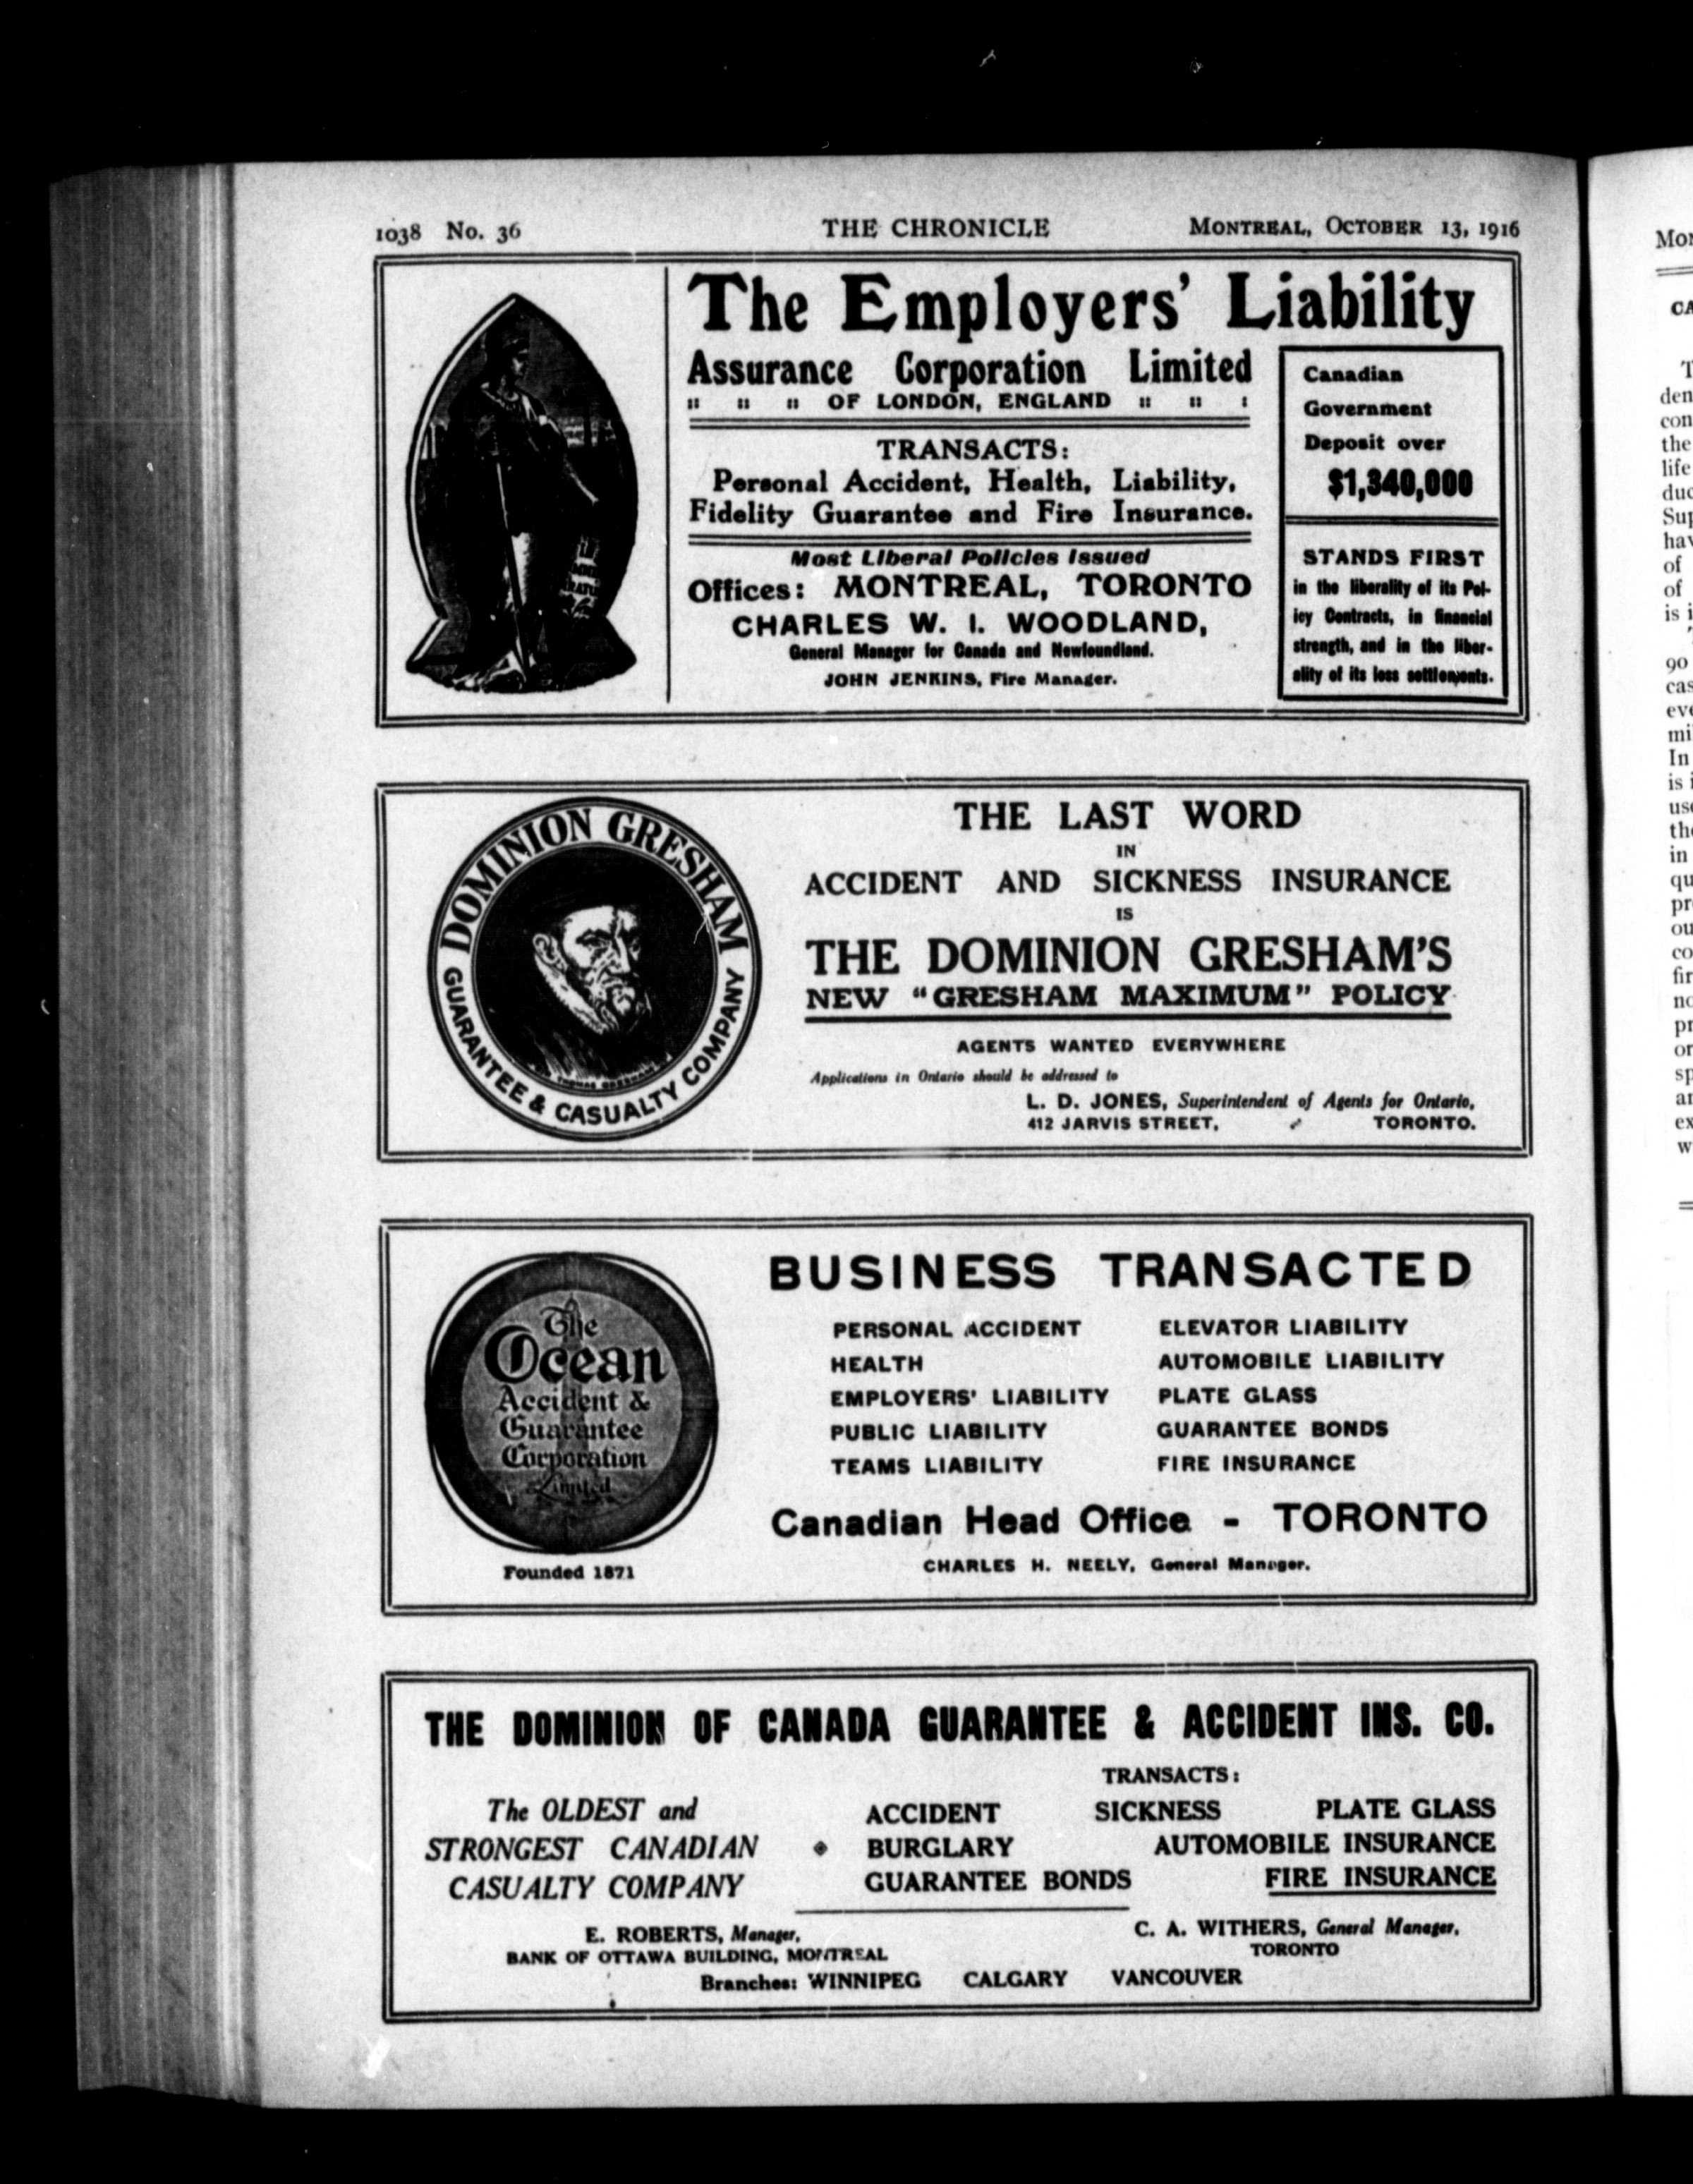 1038 No. 36 THE CHRONICLE MONTREAL, OCTOBER 13, 1916
The Employers' Liability
Assurance Corporation Limited
OF LONDON, ENGLAND
TRANSACTS:
Personal Accident, Health, Liability,
Fidelity Guarantee and Fire Insurance.
Most Liberal Policies Issued
Offices: MONTREAL, TORONTO
CHARLES W. I. WOODLAND,
General Manager for Canada and Newfoundland.
JOHN JENKINS, Fire Manager.
Canadian
Government
Deposit over
$1,340,000
STANDS FIRST
in the liberality of its Pol-
icy Contracts, in financial
strength, and in the liber-
ality of its loss settlements.
DOMINION GRESHAM
GUARANTEE & CASUALTY COMPANY
THE LAST WORD
IN
ACCIDENT AND SICKNESS INSURANCE
IS
THE DOMINION GRESHAM'S
NEW "GRESHAM MAXIMUM" POLICY
AGENTS WANTED EVERYWHERE
Applications in Ontario should be addressed to
L. D. JONES, Superintendent of Agents for Ontario,
412 JARVIS STREET, TORONTO.
The
Ocean
Accident &
Guarantee
Corporation
Limited
Founded 1871
BUSINESS TRANSACTED
PERSONAL ACCIDENT ELEVATOR LIABILITY
HEALTH AUTOMOBILE LIABILITY
EMPLOYERS' LIABILITY PLATE GLASS
PUBLIC LIABILITY GUARANTEE BONDS
TEAMS LIABILITY FIRE INSURANCE
Canadian Head Office - TORONTO
CHARLES H. NEELY, General Manager.
THE DOMINION OF CANADA GUARANTEE & ACCIDENT INS. CO.
TRANSACTS:
The OLDEST and ACCIDENT SICKNESS PLATE GLASS
STRONGEST CANADIAN BURGLARY AUTOMOBILE INSURANCE
CASUALTY COMPANY GUARANTEE BONDS FIRE INSURANCE
E. ROBERTS, Manager, C. A. WITHERS, General Manager,
BANK OF OTTAWA BUILDING, MONTREAL TORONTO
Branches: WINNIPEG CALGARY VANCOUVER